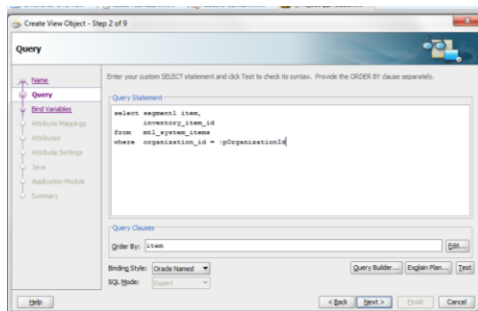 Create View Object - Step 2 of 9
Query
Name
Query
Bind Variables
Attribute Mappings
Attributes
Attribute Settings
Java
Application Module
Summary
Enter your custom SELECT statement and click Test to check its syntax. Provide the ORDER BY clause separately.
Query Statement
select segment1 item,
inventory_item_id
from mtl_system_items
where organization_id = :pOrganizationId
Query Clauses
Order By: item
Edit...
Binding Style: Oracle Named
Query Builder... Explain Plan... Test
SQL Mode: Expert
Help
< Back Next > Finish Cancel